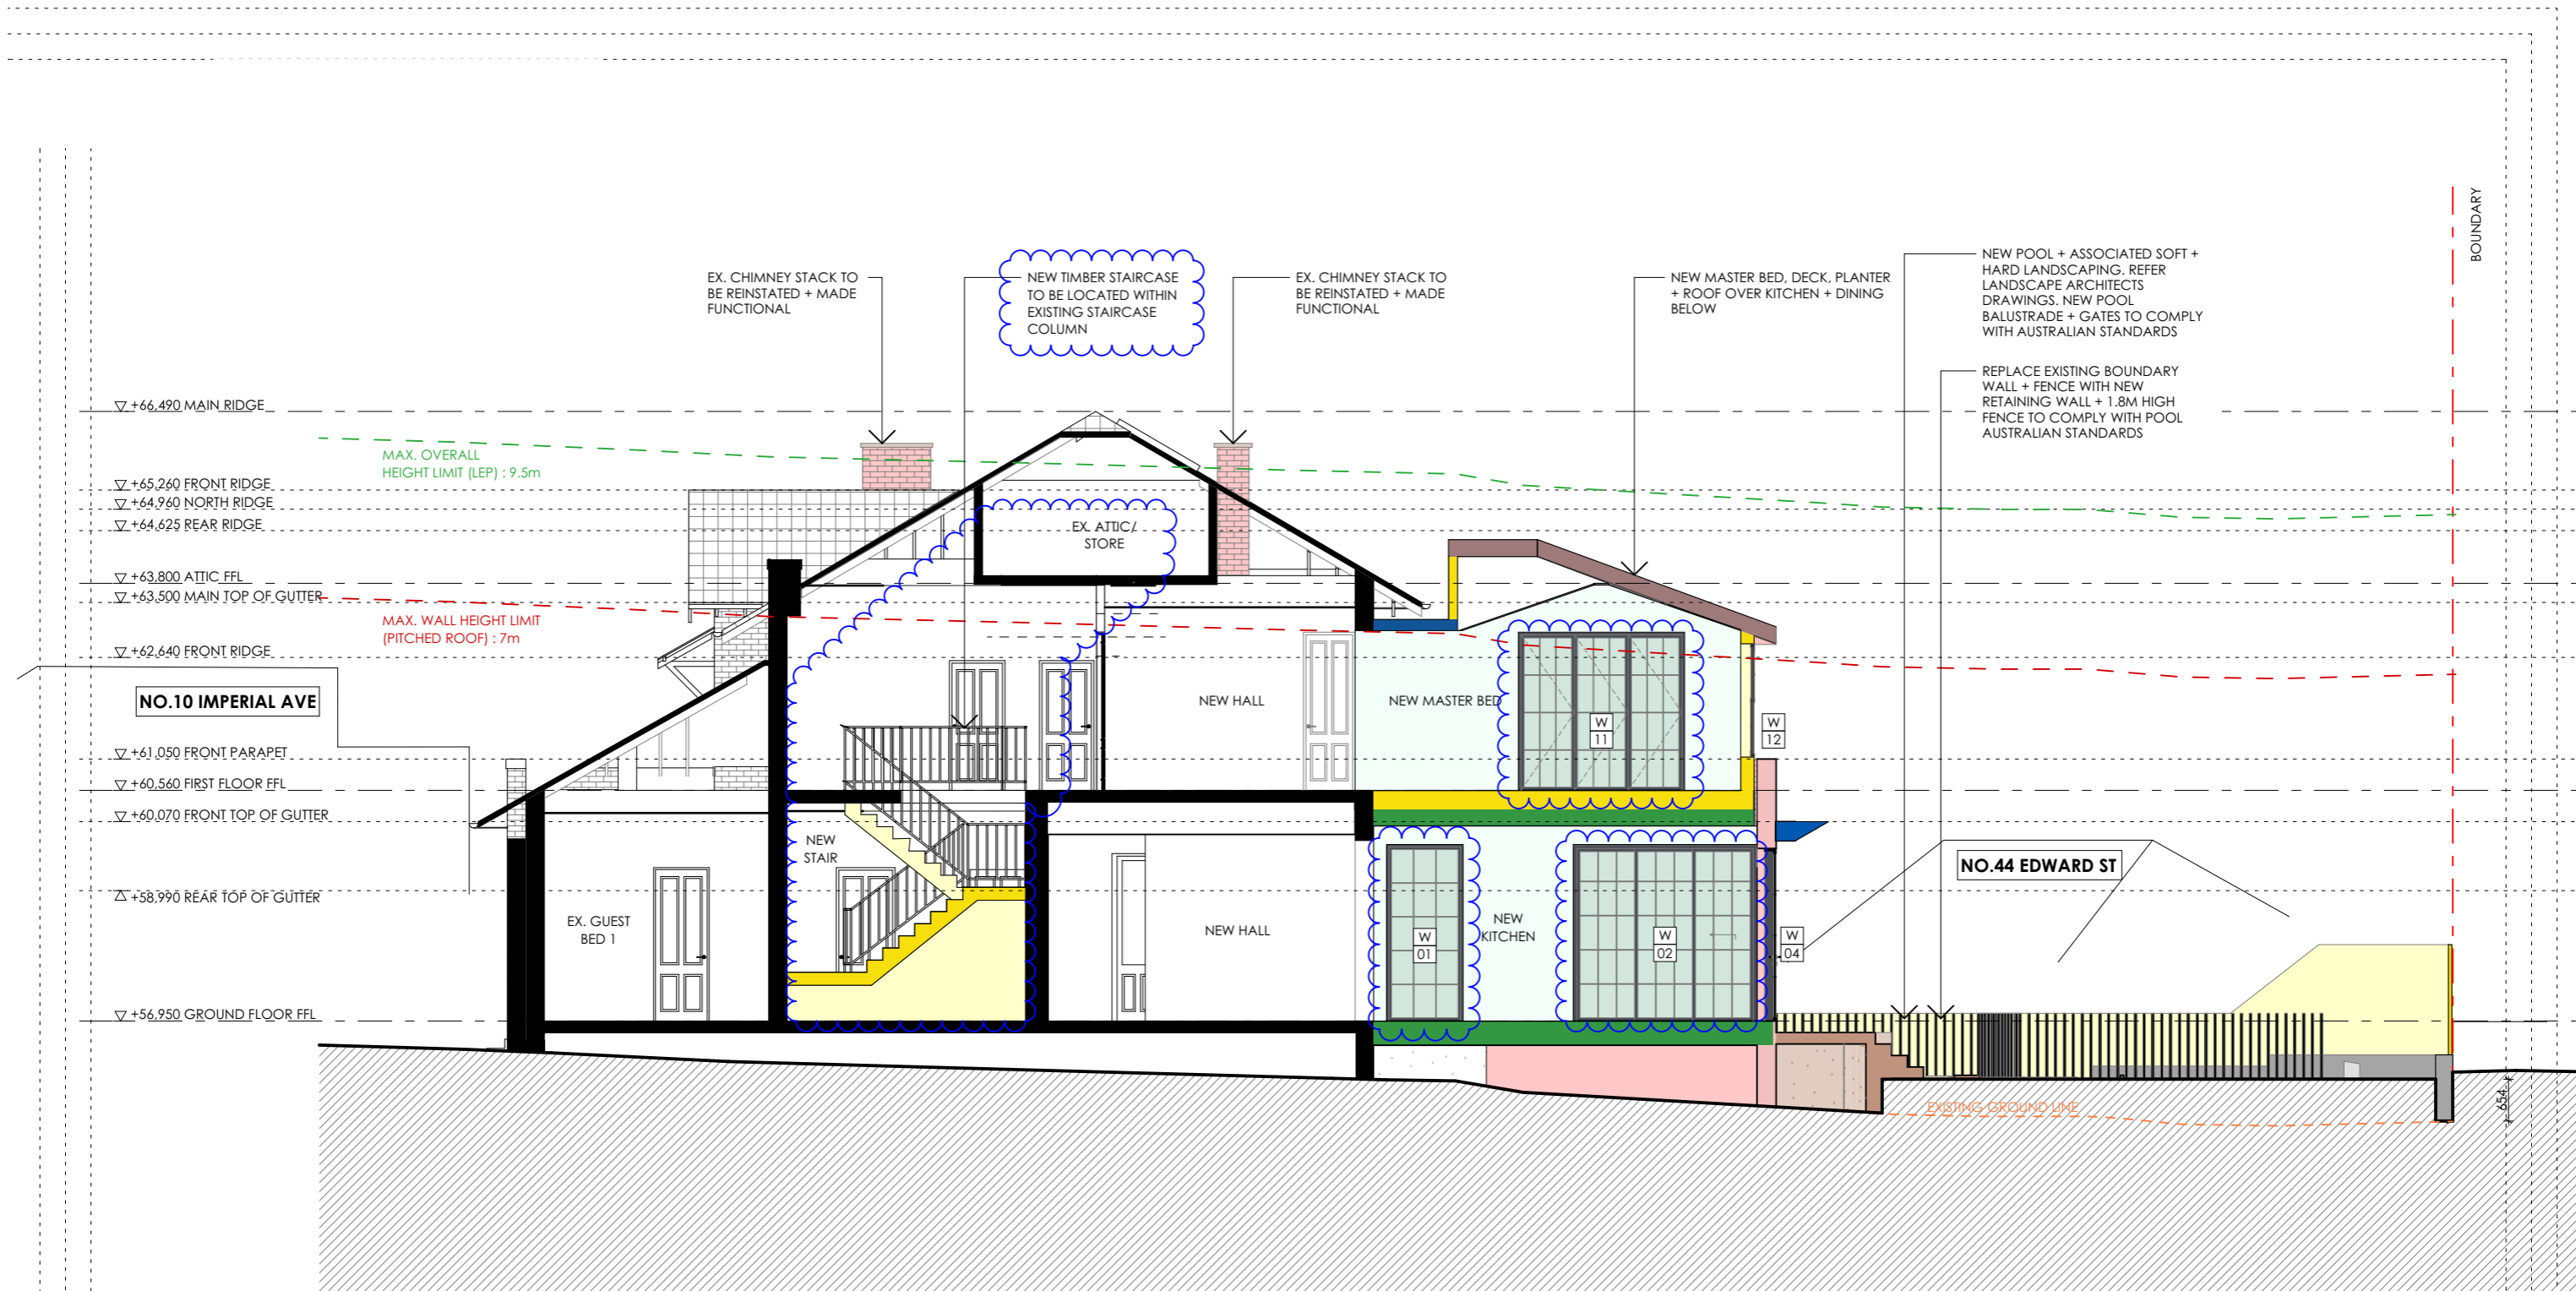 BOUNDARY
EX. CHIMNEY STACK TO
BE REINSTATED + MADE
FUNCTIONAL
NEW TIMBER STAIRCASE
TO BE LOCATED WITHIN
EXISTING STAIRCASE
COLUMN
EX. CHIMNEY STACK TO
BE REINSTATED + MADE
FUNCTIONAL
NEW MASTER BED, DECK, PLANTER
+ ROOF OVER KITCHEN + DINING
BELOW
NEW POOL + ASSOCIATED SOFT +
HARD LANDSCAPING. REFER
LANDSCAPE ARCHITECTS
DRAWINGS. NEW POOL
BALUSTRADE + GATES TO COMPLY
WITH AUSTRALIAN STANDARDS
REPLACE EXISTING BOUNDARY
WALL + FENCE WITH NEW
RETAINING WALL + 1.8M HIGH
FENCE TO COMPLY WITH POOL
AUSTRALIAN STANDARDS
+66,490 MAIN RIDGE
MAX. OVERALL
HEIGHT LIMIT (LEP) : 9.5m
+65,260 FRONT RIDGE
+64,960 NORTH RIDGE
+64,625 REAR RIDGE
EX. ATTIC/
STORE
+63,800 ATTIC FFL
+63,500 MAIN TOP OF GUTTER
MAX. WALL HEIGHT LIMIT
(PITCHED ROOF) : 7m
+62,640 FRONT RIDGE
NO.10 IMPERIAL AVE
NEW HALL
NEW MASTER BED
W
11
W
12
+61,050 FRONT PARAPET
+60,560 FIRST FLOOR FFL
+60,070 FRONT TOP OF GUTTER
NEW
STAIR
NO.44 EDWARD ST
+58,990 REAR TOP OF GUTTER
EX. GUEST
BED 1
NEW HALL
W
01
NEW
KITCHEN
W
02
W
04
+56,950 GROUND FLOOR FFL
EXISTING GROUND LINE
654